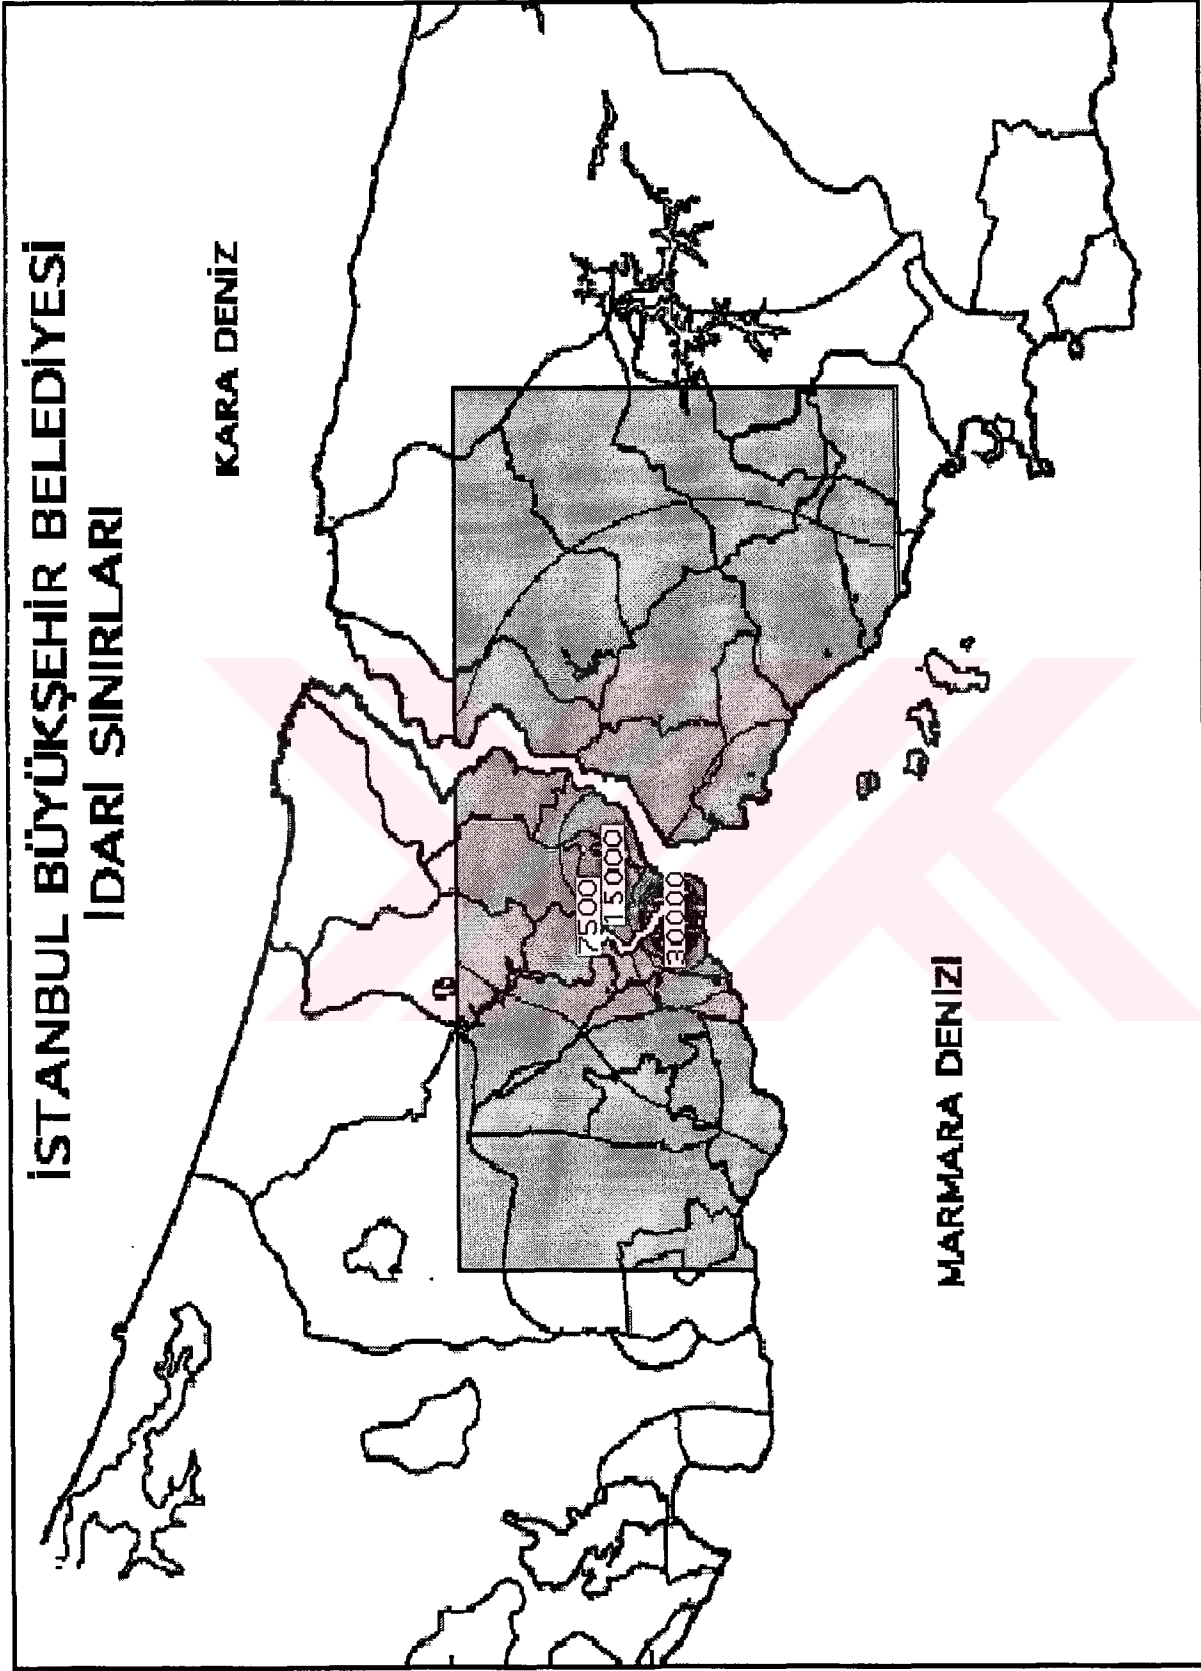 İSTANBUL BÜYÜKŞEHİR BELEDİYESİ
İDARİ SINIRLARI
KARA DENİZ
7500
15000
30000
MARMARA DENİZİ